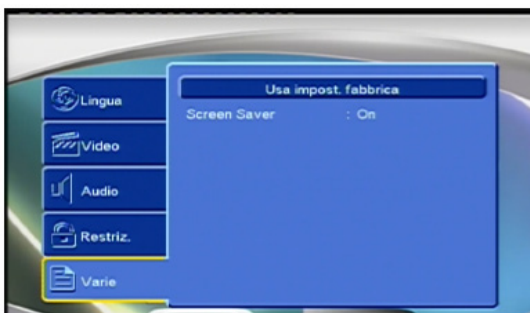 Lingua
Video
Audio
Restriz.
Varie
Usa impost. fabbrica
Screen Saver : On